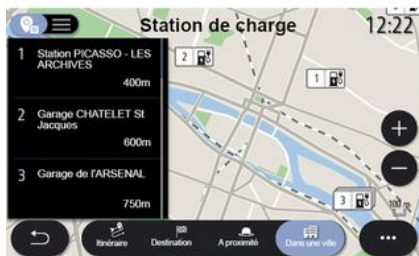 Station de charge
12:22
1 Station PICASSO - LES
ARCHIVES
400m
2 Garage CHATELET St
Jacques
600m
3 Garage de l'ARSENAL
750m
2
1
3
+
−
100 m
Itinéraire
Destination
A proximité
Dans une ville
...